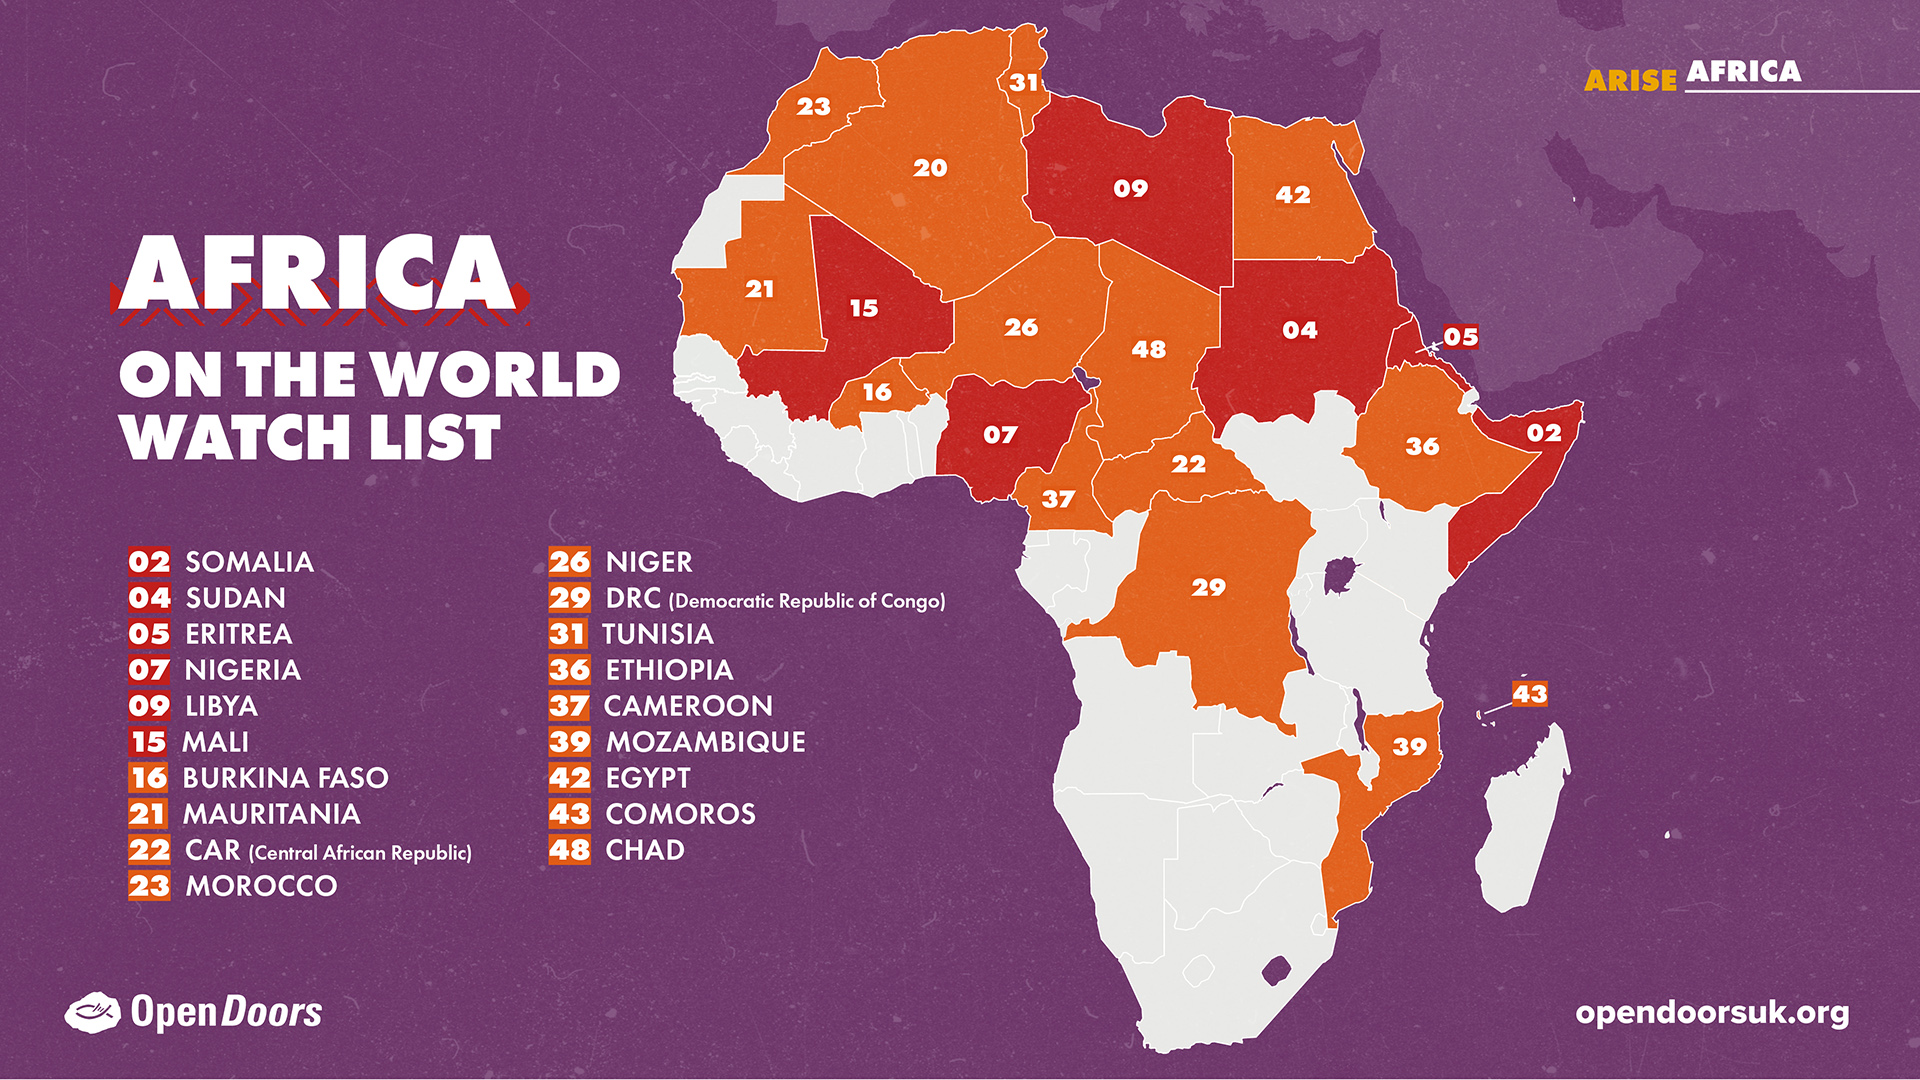 ARISE AFRICA
AFRICA
ON THE WORLD
WATCH LIST
02 SOMALIA
04 SUDAN
05 ERITREA
07 NIGERIA
09 LIBYA
15 MALI
16 BURKINA FASO
21 MAURITANIA
22 CAR (Central African Republic)
23 MOROCCO
26 NIGER
29 DRC (Democratic Republic of Congo)
31 TUNISIA
36 ETHIOPIA
37 CAMEROON
39 MOZAMBIQUE
42 EGYPT
43 COMOROS
48 CHAD
31
23
20
09
42
21
15
26
48
04
05
16
07
22
36
02
37
29
43
39
OpenDoors
opendoorsuk.org